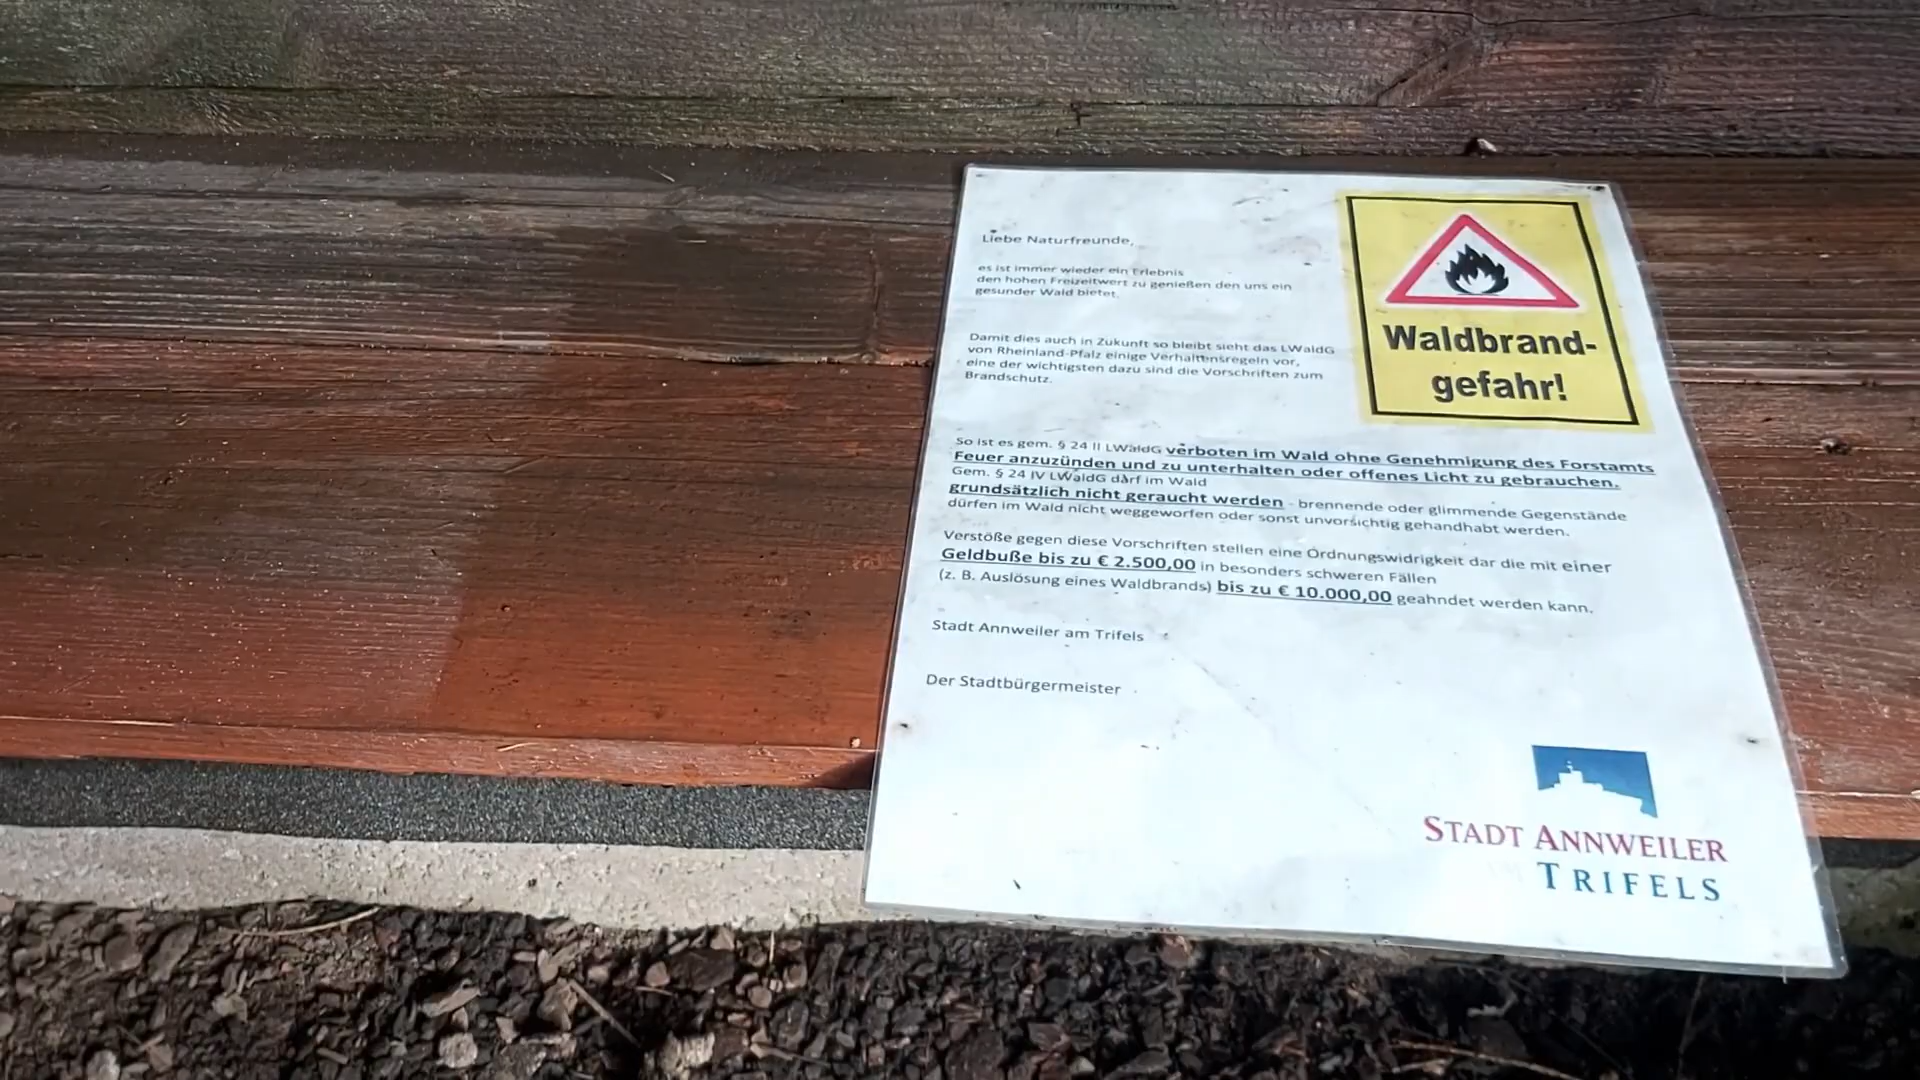 Liebe Naturfreunde,
es ist immer wieder ein Erlebnis
den hohen Freizeitwert zu genießen den uns ein
gesunder Wald bietet.
Damit dies auch in Zukunft so bleibt sieht das LWaldG
von Rheinland-Pfalz einige Verhaltensregeln vor,
eine der wichtigsten dazu sind die Vorschriften zum
Brandschutz.
Waldbrand-
gefahr!
So ist es gem. § 24 II LWaldG verboten im Wald ohne Genehmigung des Forstamts
Feuer anzuzünden und zu unterhalten oder offenes Licht zu gebrauchen.
Gem. § 24 IV LWaldG darf im Wald
grundsätzlich nicht geraucht werden - brennende oder glimmende Gegenstände
dürfen im Wald nicht weggeworfen oder sonst unvorsichtig gehandhabt werden.
Verstöße gegen diese Vorschriften stellen eine Ordnungswidrigkeit dar die mit einer
Geldbuße bis zu € 2.500,00 in besonders schweren Fällen
(z. B. Auslösung eines Waldbrands) bis zu € 10.000,00 geahndet werden kann.
Stadt Annweiler am Trifels
Der Stadtbürgermeister
STADT ANNWEILER
TRIFELS